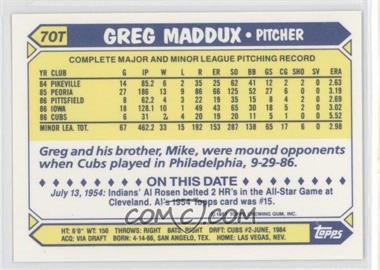 70T
GREG MADDUX • PITCHER
COMPLETE MAJOR AND MINOR LEAGUE PITCHING RECORD
YR CLUB G IP W L R ER SO BB GS CG SHO SV ERA
84 PIKEVILLE 14 85.2 6 2 35 25 62 41 12 2 2 0 2.63
85 PEORIA 27 186 13 9 86 66 125 52 27 6 0 0 3.19
86 PITTSFIELD 8 62.2 4 3 22 19 35 15 8 4 2 0 2.73
86 IOWA 18 128.1 10 1 49 43 65 30 18 5 2 0 3.02
86 CUBS 6 31 2 4 20 19 20 11 5 1 0 0 5.52
MINOR LEA. TOT. 67 462.2 33 15 192 153 287 138 65 17 6 0 2.98
Greg and his brother, Mike, were mound opponents
when Cubs played in Philadelphia, 9-29-86.
ON THIS DATE
July 13, 1954: Indians' Al Rosen belted 2 HR's in the All-Star Game at
Cleveland. Al's 1954 Topps card was #15.
© 1987 TOPPS CHEWING GUM, INC.
HT: 6'0" WT: 150 THROWS: RIGHT BATS: RIGHT DRAFT: CUBS #2-JUNE, 1984
ACQ: VIA DRAFT BORN: 4-14-66, SAN ANGELO, TEX. HOME: LAS VEGAS, NEV.
Topps
COMC.COM